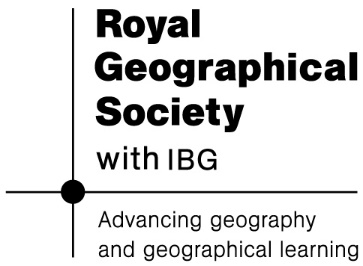 Royal
Geographical
Society
with IBG
Advancing geography
and geographical learning